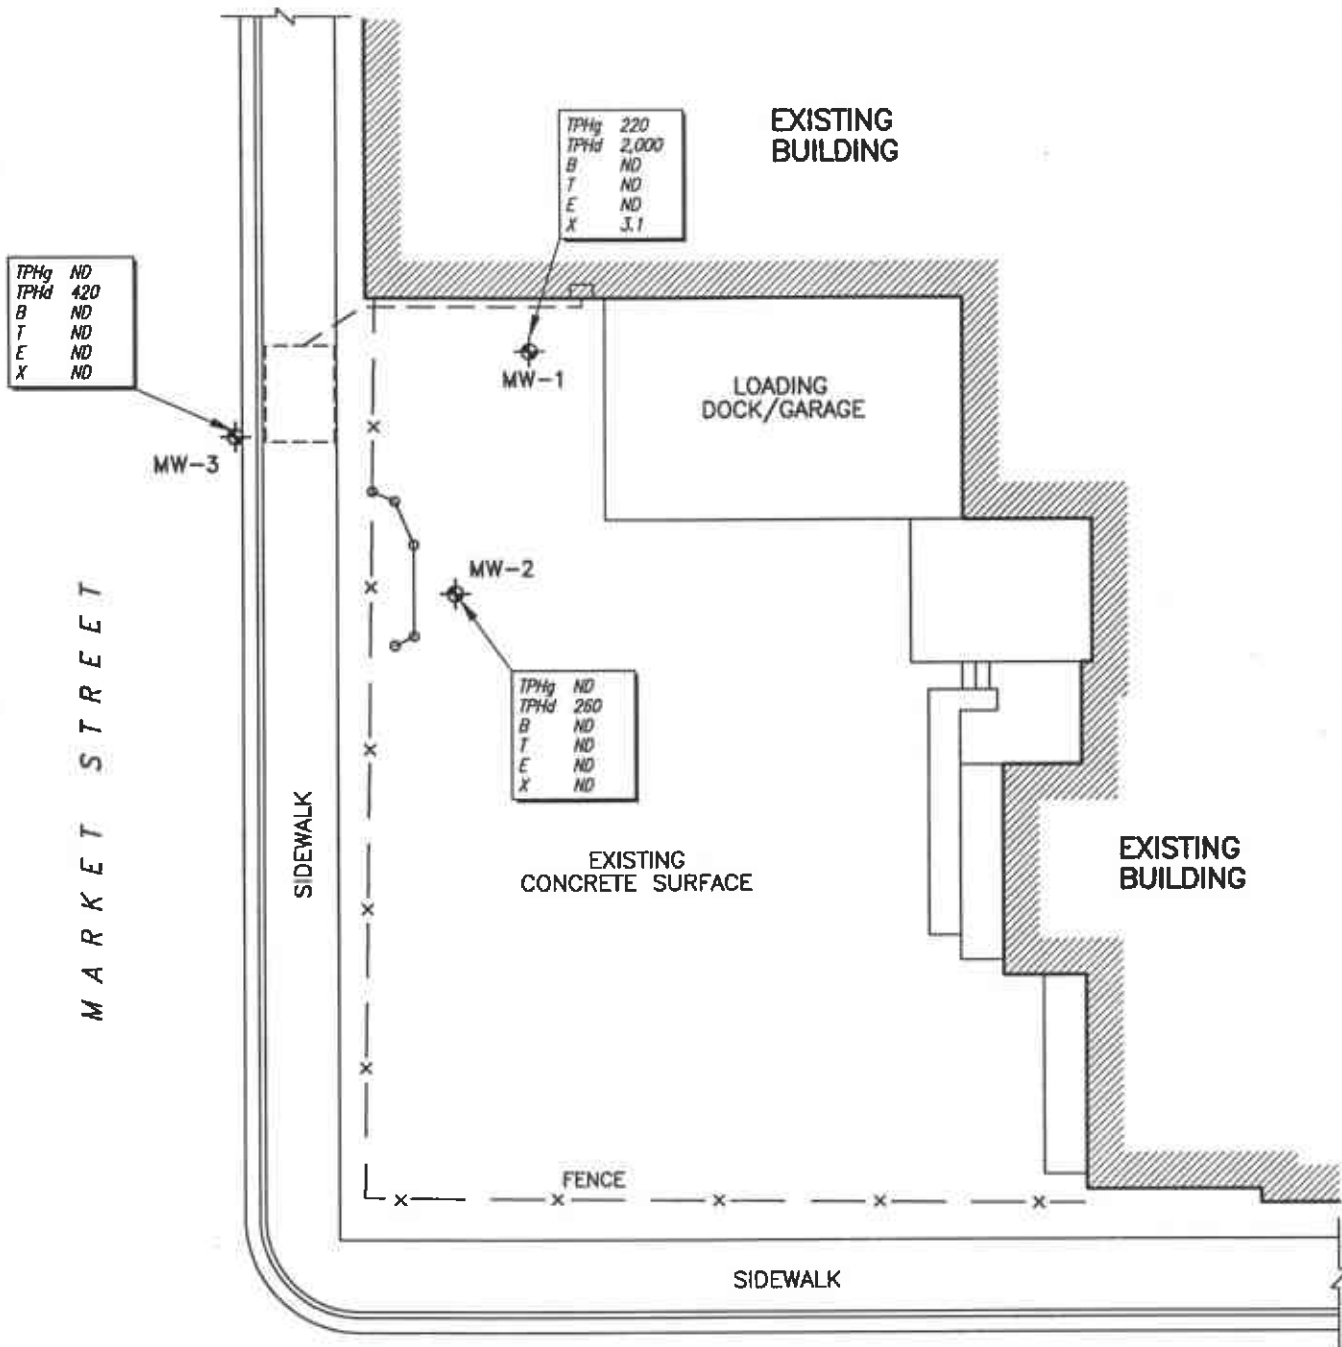 EXISTING
BUILDING
TPHg 220
TPHd 2,000
B ND
T ND
E ND
X 3.1
TPHg ND
TPHd 420
B ND
T ND
E ND
X ND
MW-1
LOADING
DOCK/GARAGE
MW-3
MW-2
TPHg ND
TPHd 260
B ND
T ND
E ND
X ND
MARKET STREET
SIDEWALK
EXISTING
CONCRETE SURFACE
EXISTING
BUILDING
FENCE
SIDEWALK